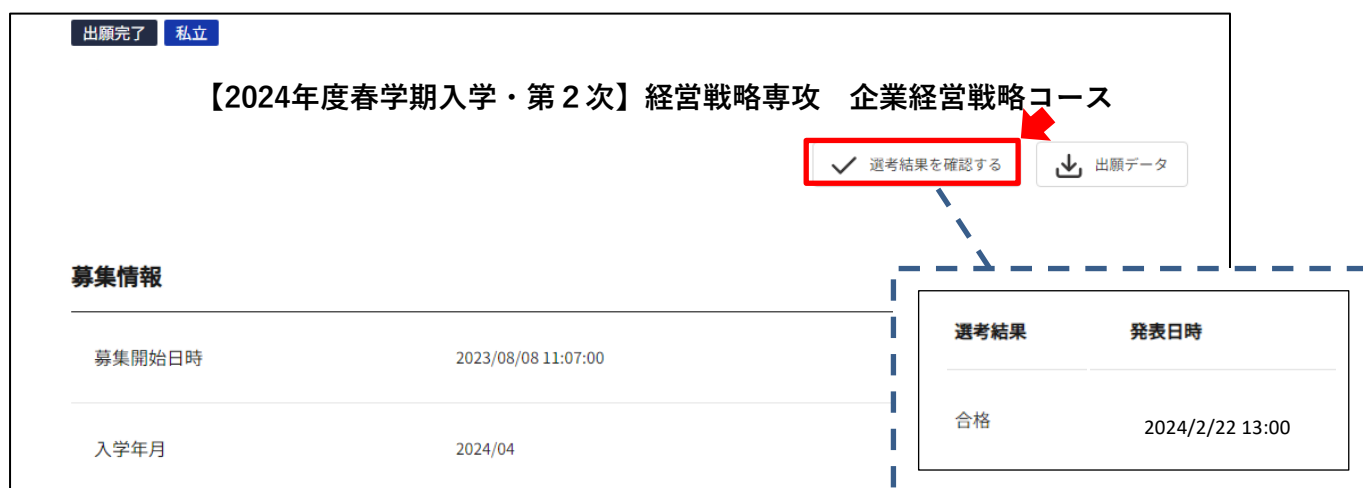 出願完了 私立
【2024年度春学期入学・第２次】経営戦略専攻　企業経営戦略コース
選考結果を確認する 出願データ
募集情報
募集開始日時 2023/08/08 11:07:00
入学年月 2024/04
選考結果 発表日時
合格 2024/2/22 13:00